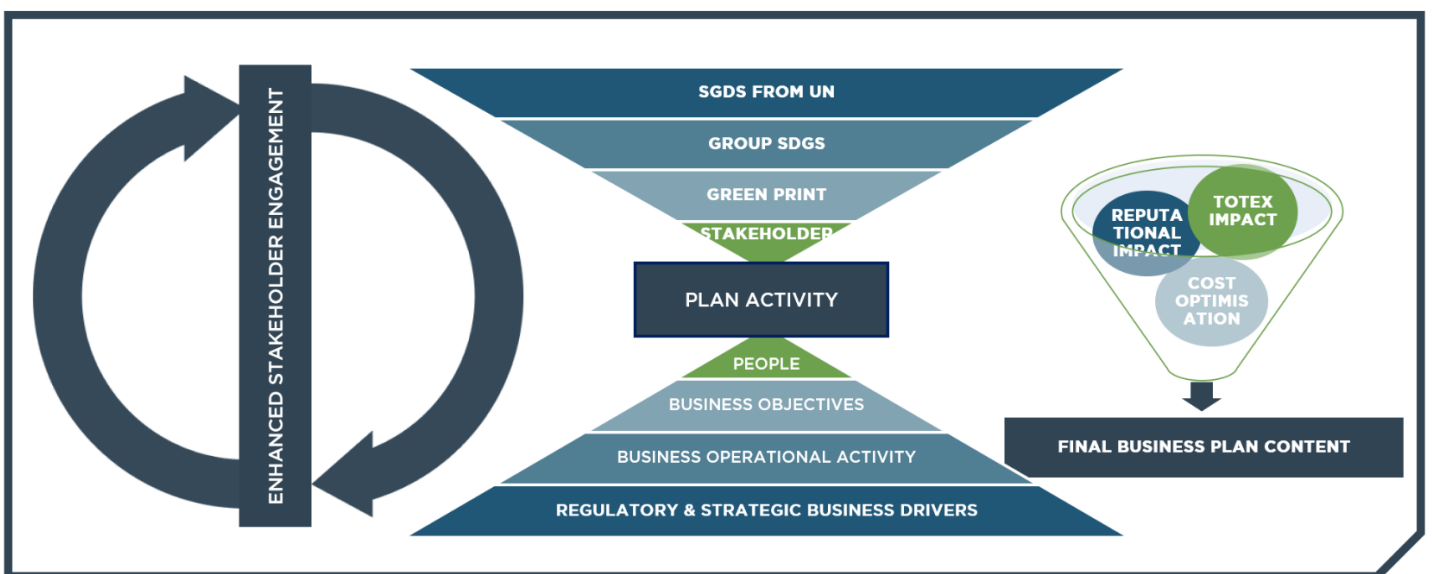 ENHANCED STAKEHOLDER ENGAGEMENT
SGDS FROM UN
GROUP SDGS
GREEN PRINT
STAKEHOLDER
PLAN ACTIVITY
PEOPLE
BUSINESS OBJECTIVES
BUSINESS OPERATIONAL ACTIVITY
REGULATORY & STRATEGIC BUSINESS DRIVERS
REPUTA
TIONAL
IMPACT
TOTEX
IMPACT
COST
OPTIMIS
ATION
FINAL BUSINESS PLAN CONTENT